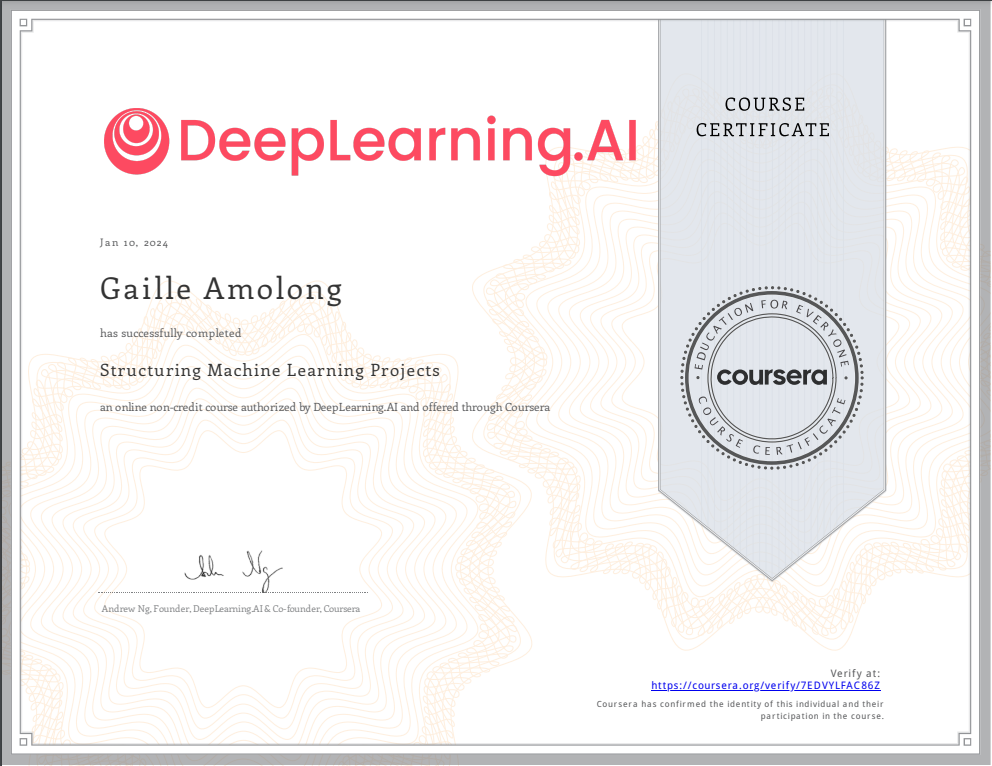 DeepLearning.AI
COURSE
CERTIFICATE
Jan 10, 2024
Gaille Amolong
has successfully completed
Structuring Machine Learning Projects
an online non-credit course authorized by DeepLearning.AI and offered through Coursera
EDUCATION FOR EVERYONE
coursera
COURSE CERTIFICATE
Andrew Ng, Founder, DeepLearning.AI & Co-founder, Coursera
Verify at:
https://coursera.org/verify/7EDVYLFAC86Z
Coursera has confirmed the identity of this individual and their
participation in the course.